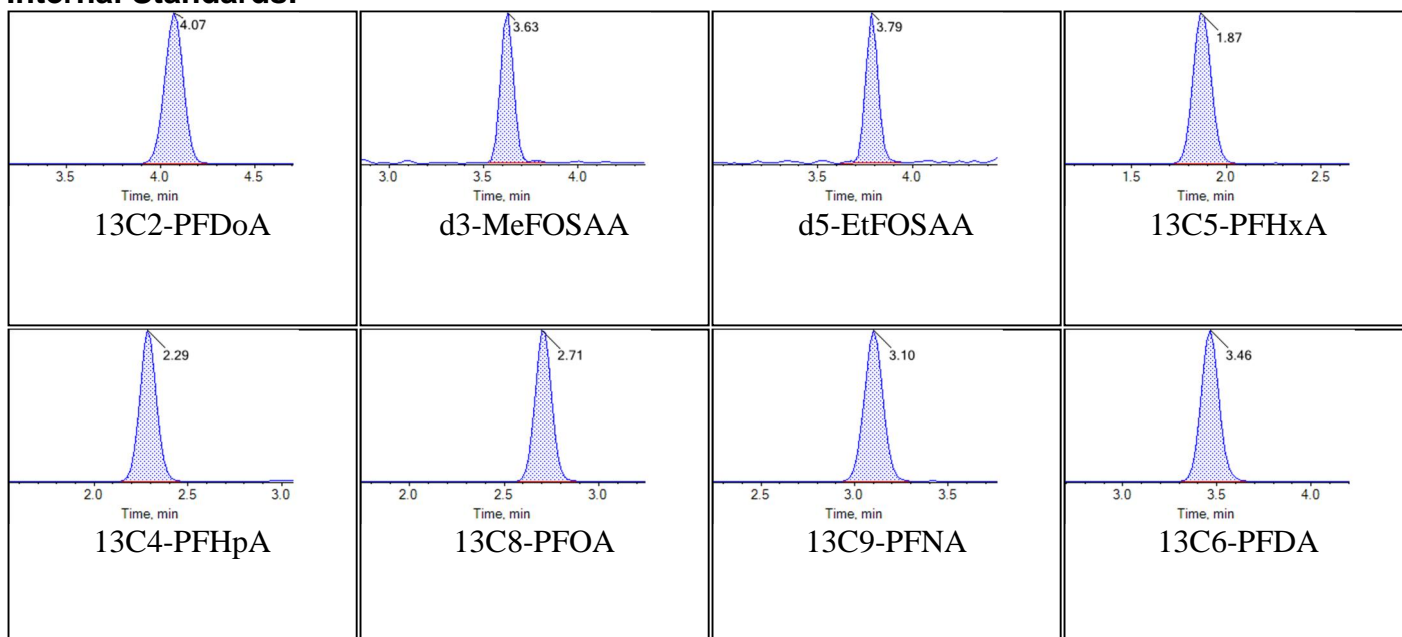 Internal Standards:
4.07
3.5 4.0 4.5
Time, min
13C2-PFDoA
3.63
3.0 3.5 4.0
Time, min
d3-MeFOSAA
3.79
3.5 4.0
Time, min
d5-EtFOSAA
1.87
1.5 2.0 2.5
Time, min
13C5-PFHxA
2.29
2.0 2.5 3.0
Time, min
13C4-PFHpA
2.71
2.0 2.5 3.0
Time, min
13C8-PFOA
3.10
2.5 3.0 3.5
Time, min
13C9-PFNA
3.46
3.0 3.5 4.0
Time, min
13C6-PFDA